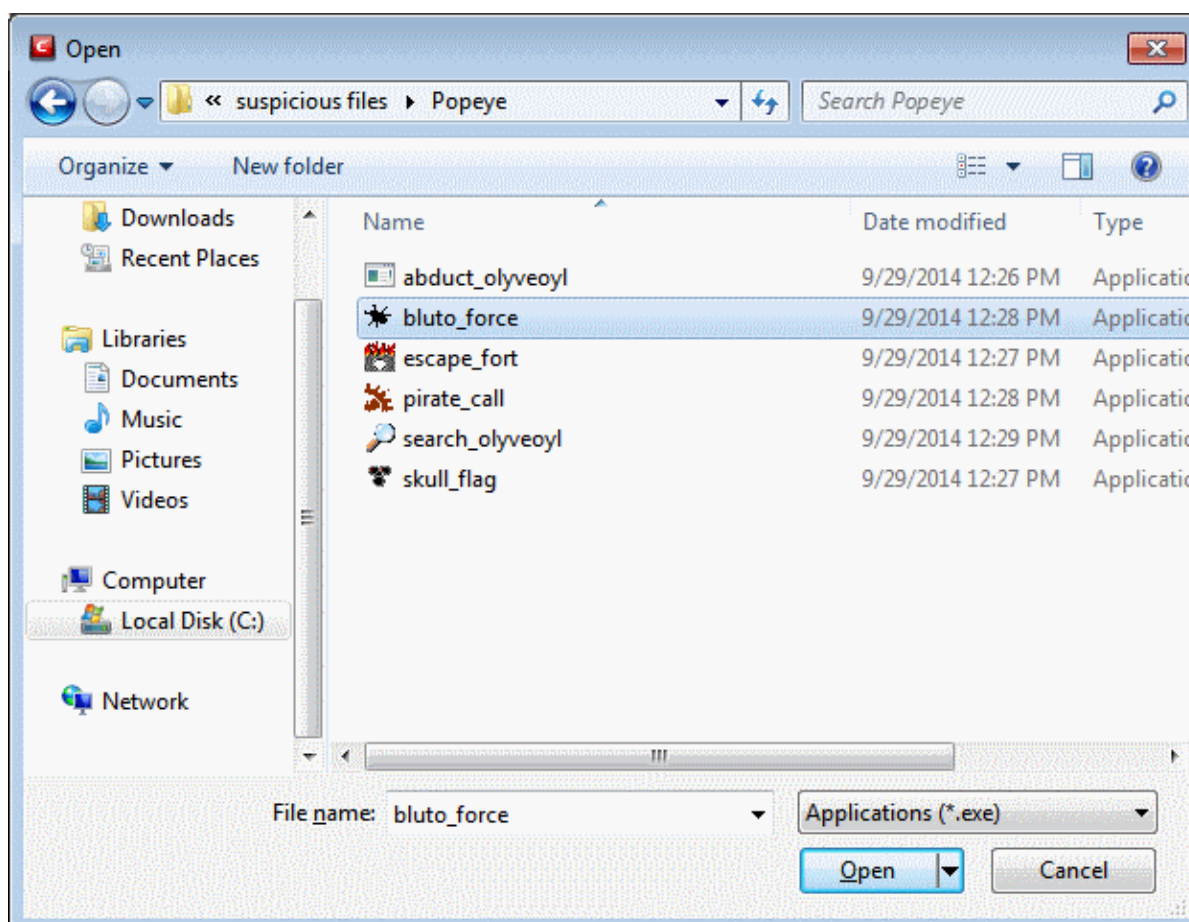 Open
« suspicious files ▸ Popeye
Search Popeye
Organize
New folder
Name
Date modified
Type
Downloads
Recent Places
Libraries
Documents
Music
Pictures
Videos
Computer
Local Disk (C:)
Network
abduct_olyveoyl 9/29/2014 12:26 PM Applicatio
bluto_force 9/29/2014 12:28 PM Applicatio
escape_fort 9/29/2014 12:27 PM Applicatio
pirate_call 9/29/2014 12:28 PM Applicatio
search_olyveoyl 9/29/2014 12:29 PM Applicatio
skull_flag 9/29/2014 12:27 PM Applicatio
File name: bluto_force
Applications (*.exe)
Open
Cancel